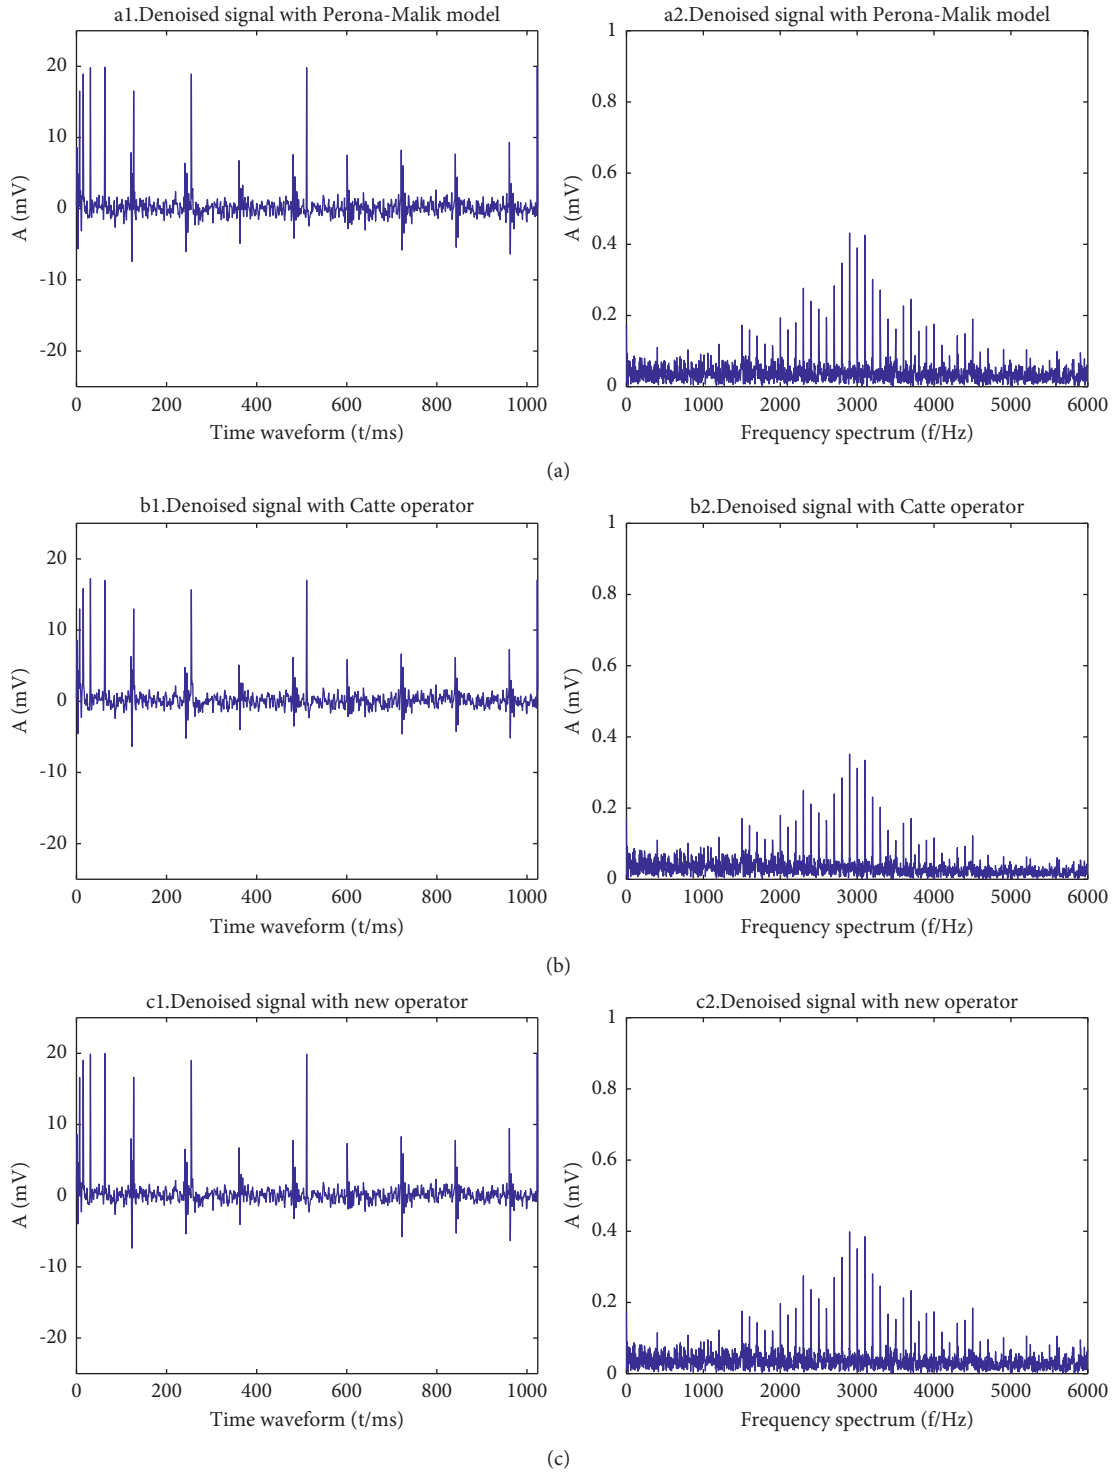 a1.Denoised signal with Perona-Malik model
20
10
0
-10
-20
A (mV)
0 200 400 600 800 1000
Time waveform (t/ms)
a2.Denoised signal with Perona-Malik model
1
0.8
0.6
0.4
0.2
0
A (mV)
0 1000 2000 3000 4000 5000 6000
Frequency spectrum (f/Hz)
(a)
b1.Denoised signal with Catte operator
20
10
0
-10
-20
A (mV)
0 200 400 600 800 1000
Time waveform (t/ms)
b2.Denoised signal with Catte operator
1
0.8
0.6
0.4
0.2
0
A (mV)
0 1000 2000 3000 4000 5000 6000
Frequency spectrum (f/Hz)
(b)
c1.Denoised signal with new operator
20
10
0
-10
-20
A (mV)
0 200 400 600 800 1000
Time waveform (t/ms)
c2.Denoised signal with new operator
1
0.8
0.6
0.4
0.2
0
A (mV)
0 1000 2000 3000 4000 5000 6000
Frequency spectrum (f/Hz)
(c)